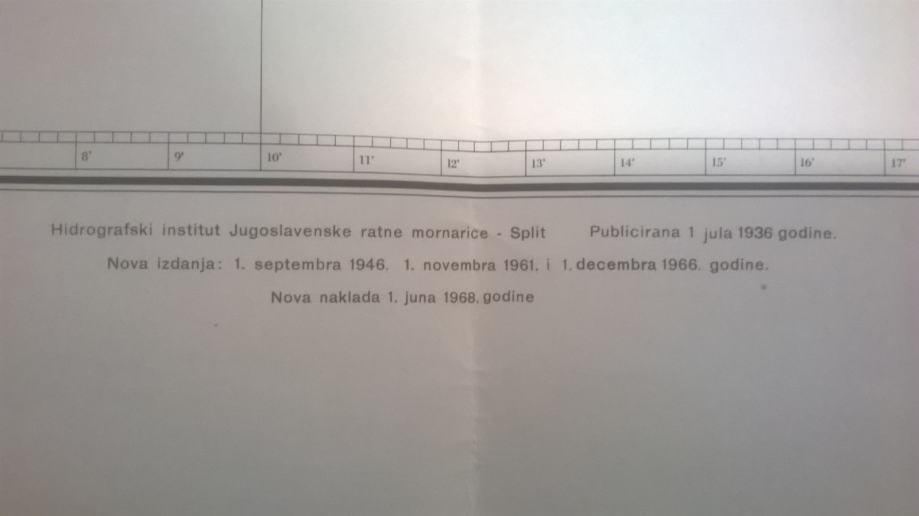 8' 9' 10' 11' 12' 13' 14' 15' 16' 17'
Hidrografski institut Jugoslavenske ratne mornarice - Split Publicirana 1 jula 1936 godine.
Nova izdanja: 1. septembra 1946. 1. novembra 1961. i 1. decembra 1966. godine.
Nova naklada 1. juna 1968. godine